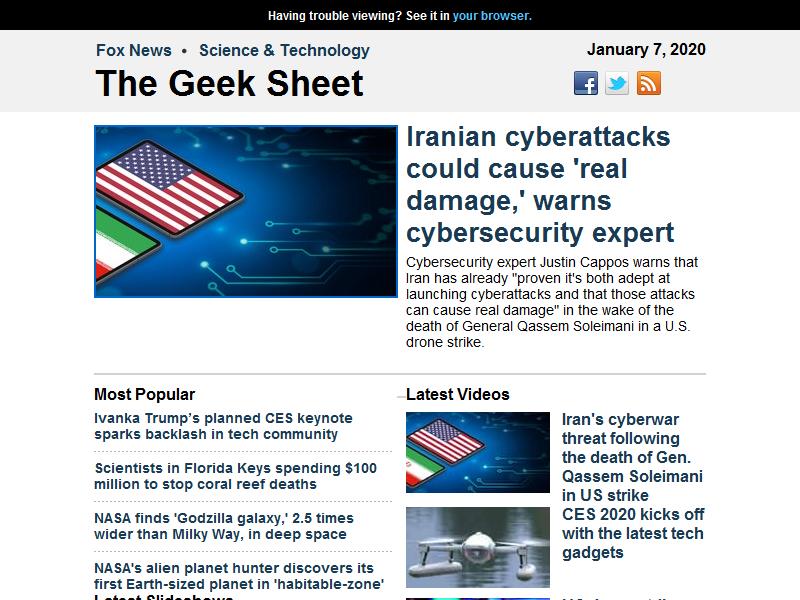 Having trouble viewing? See it in your browser.
Fox News • Science & Technology
January 7, 2020
The Geek Sheet
Iranian cyberattacks
could cause 'real
damage,' warns
cybersecurity expert
Cybersecurity expert Justin Cappos warns that
Iran has already "proven it's both adept at
launching cyberattacks and that those attacks
can cause real damage" in the wake of the
death of General Qassem Soleimani in a U.S.
drone strike.
Most Popular
Ivanka Trump’s planned CES keynote
sparks backlash in tech community
Scientists in Florida Keys spending $100
million to stop coral reef deaths
NASA finds 'Godzilla galaxy,' 2.5 times
wider than Milky Way, in deep space
NASA's alien planet hunter discovers its
first Earth-sized planet in 'habitable-zone'
Latest Slideshows
Latest Videos
Iran's cyberwar
threat following
the death of Gen.
Qassem Soleimani
in US strike
CES 2020 kicks off
with the latest tech
gadgets